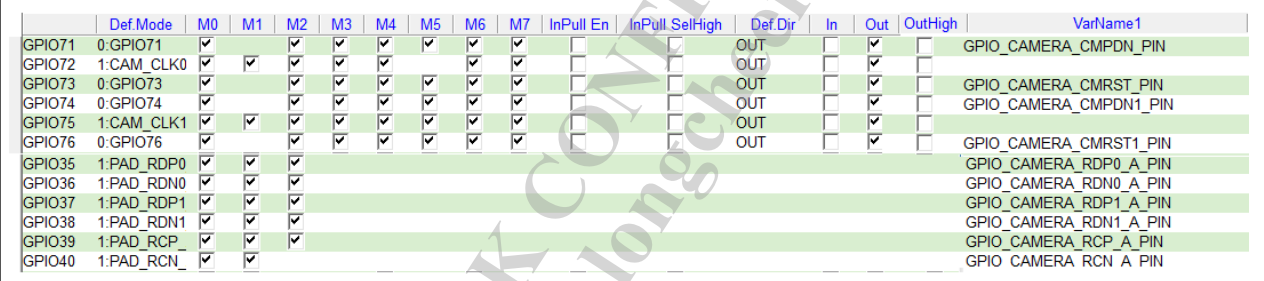 Def.Mode M0 M1 M2 M3 M4 M5 M6 M7 InPull En InPull SelHigh Def.Dir In Out OutHigh VarName1
GPIO71 0:GPIO71 OUT GPIO_CAMERA_CMPDN_PIN
GPIO72 1:CAM_CLK0 OUT
GPIO73 0:GPIO73 OUT GPIO_CAMERA_CMRST_PIN
GPIO74 0:GPIO74 OUT GPIO_CAMERA_CMPDN1_PIN
GPIO75 1:CAM_CLK1 OUT
GPIO76 0:GPIO76 OUT GPIO_CAMERA_CMRST1_PIN
GPIO35 1:PAD_RDP0 GPIO_CAMERA_RDP0_A_PIN
GPIO36 1:PAD_RDN0 GPIO_CAMERA_RDN0_A_PIN
GPIO37 1:PAD_RDP1 GPIO_CAMERA_RDP1_A_PIN
GPIO38 1:PAD_RDN1 GPIO_CAMERA_RDN1_A_PIN
GPIO39 1:PAD_RCP_ GPIO_CAMERA_RCP_A_PIN
GPIO40 1:PAD_RCN_ GPIO_CAMERA_RCN_A_PIN